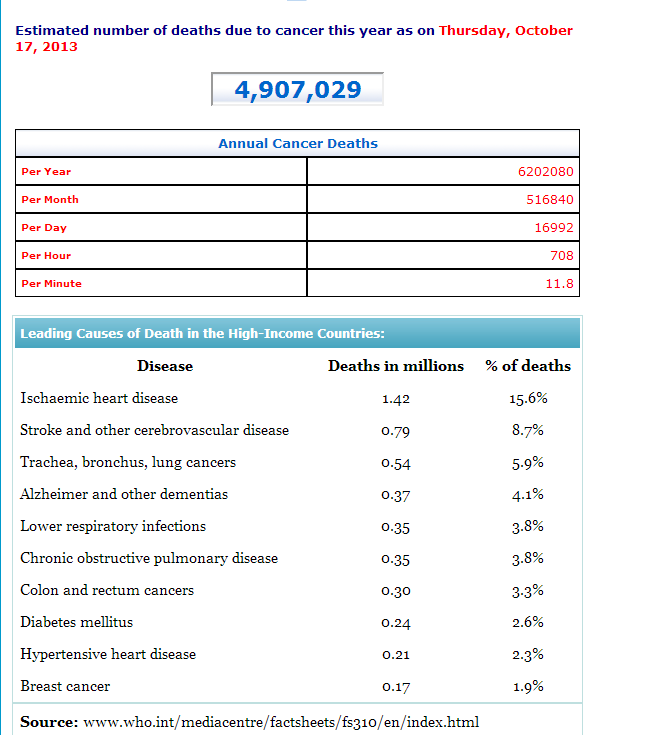 Estimated number of deaths due to cancer this year as on Thursday, October
17, 2013
4,907,029
Annual Cancer Deaths
Per Year 6202080
Per Month 516840
Per Day 16992
Per Hour 708
Per Minute 11.8
Leading Causes of Death in the High-Income Countries:
Disease Deaths in millions % of deaths
Ischaemic heart disease 1.42 15.6%
Stroke and other cerebrovascular disease 0.79 8.7%
Trachea, bronchus, lung cancers 0.54 5.9%
Alzheimer and other dementias 0.37 4.1%
Lower respiratory infections 0.35 3.8%
Chronic obstructive pulmonary disease 0.35 3.8%
Colon and rectum cancers 0.30 3.3%
Diabetes mellitus 0.24 2.6%
Hypertensive heart disease 0.21 2.3%
Breast cancer 0.17 1.9%
Source: www.who.int/mediacentre/factsheets/fs310/en/index.html